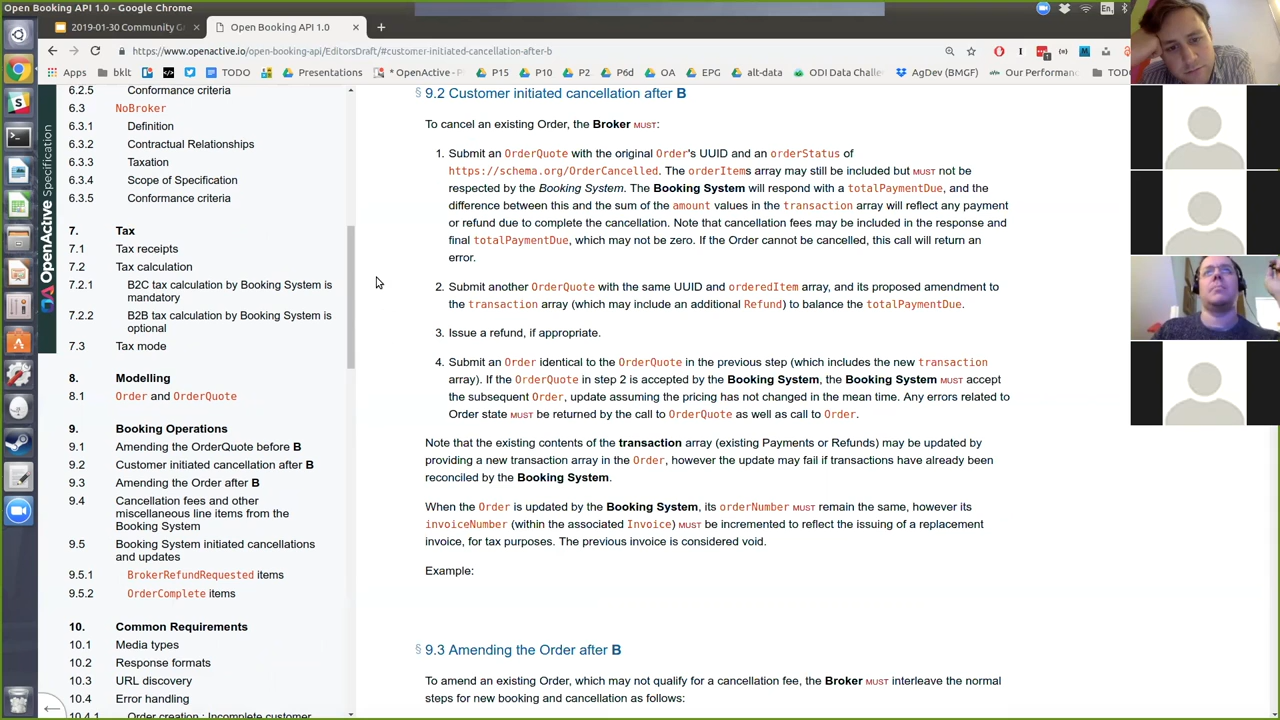 Open Booking API 1.0 - Google Chrome
En
2019-01-30 Community G
Open Booking API 1.0
https://www.openactive.io/open-booking-api/EditorsDraft/#customer-initiated-cancellation-after-b
Apps
bklt
TODO
Presentations
* OpenActive - P
P15
P10
P2
P6d
OA
EPG
alt-data
ODI Data Challe
AgDev (BMGF)
Our Performan
TODO
OpenActive Specification
6.2.5 Conformance criteria
6.3 NoBroker
6.3.1 Definition
6.3.2 Contractual Relationships
6.3.3 Taxation
6.3.4 Scope of Specification
6.3.5 Conformance criteria
7. Tax
7.1 Tax receipts
7.2 Tax calculation
7.2.1 B2C tax calculation by Booking System is
mandatory
7.2.2 B2B tax calculation by Booking System is
optional
7.3 Tax mode
8. Modelling
8.1 Order and OrderQuote
9. Booking Operations
9.1 Amending the OrderQuote before B
9.2 Customer initiated cancellation after B
9.3 Amending the Order after B
9.4 Cancellation fees and other
miscellaneous line items from the
Booking System
9.5 Booking System initiated cancellations
and updates
9.5.1 BrokerRefundRequested items
9.5.2 OrderComplete items
10. Common Requirements
10.1 Media types
10.2 Response formats
10.3 URL discovery
10.4 Error handling
10.4.1 Order creation : Incomplete customer
§ 9.2 Customer initiated cancellation after B
To cancel an existing Order, the Broker MUST:
1. Submit an OrderQuote with the original Order's UUID and an orderStatus of
https://schema.org/OrderCancelled. The orderItems array may still be included but MUST not be
respected by the Booking System. The Booking System will respond with a totalPaymentDue, and the
difference between this and the sum of the amount values in the transaction array will reflect any payment
or refund due to complete the cancellation. Note that cancellation fees may be included in the response and
final totalPaymentDue, which may not be zero. If the Order cannot be cancelled, this call will return an
error.
2. Submit another OrderQuote with the same UUID and orderedItem array, and its proposed amendment to
the transaction array (which may include an additional Refund) to balance the totalPaymentDue.
3. Issue a refund, if appropriate.
4. Submit an Order identical to the OrderQuote in the previous step (which includes the new transaction
array). If the OrderQuote in step 2 is accepted by the Booking System, the Booking System MUST accept
the subsequent Order, update assuming the pricing has not changed in the mean time. Any errors related to
Order state MUST be returned by the call to OrderQuote as well as call to Order.
Note that the existing contents of the transaction array (existing Payments or Refunds) may be updated by
providing a new transaction array in the Order, however the update may fail if transactions have already been
reconciled by the Booking System.
When the Order is updated by the Booking System, its orderNumber MUST remain the same, however its
invoiceNumber (within the associated Invoice) MUST be incremented to reflect the issuing of a replacement
invoice, for tax purposes. The previous invoice is considered void.
Example:
§ 9.3 Amending the Order after B
To amend an existing Order, which may not qualify for a cancellation fee, the Broker MUST interleave the normal
steps for new booking and cancellation as follows: